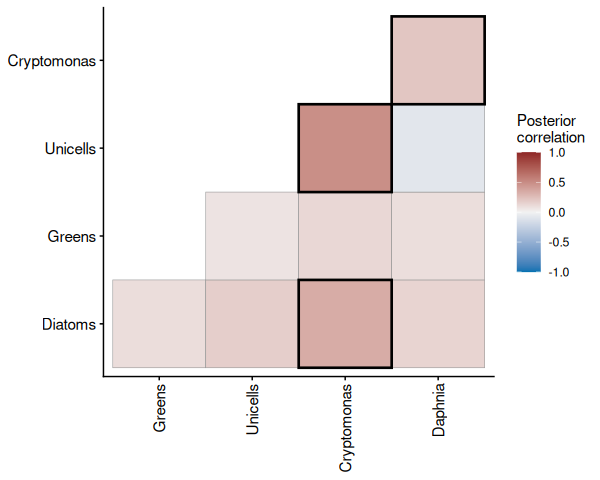 Cryptomonas
Unicells
Greens
Diatoms
Greens
Unicells
Cryptomonas
Daphnia
Posterior
correlation
1.0
0.5
0.0
-0.5
-1.0